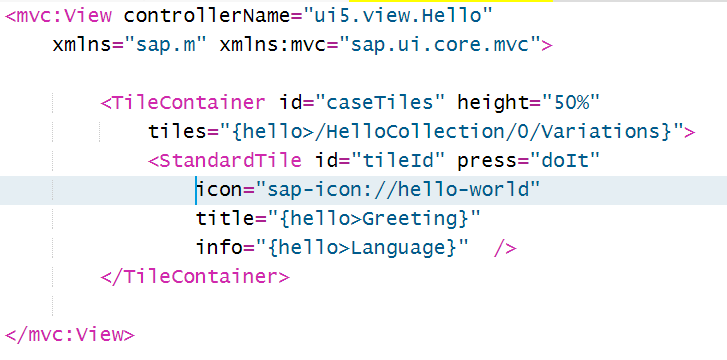 <mvc:View controllerName="ui5.view.Hello"
xmlns="sap.m" xmlns:mvc="sap.ui.core.mvc">
<TileContainer id="caseTiles" height="50%"
tiles="{hello>/HelloCollection/0/Variations}">
<StandardTile id="tileId" press="doIt"
icon="sap-icon://hello-world"
title="{hello>Greeting}"
info="{hello>Language}"  />
</TileContainer>
</mvc:View>